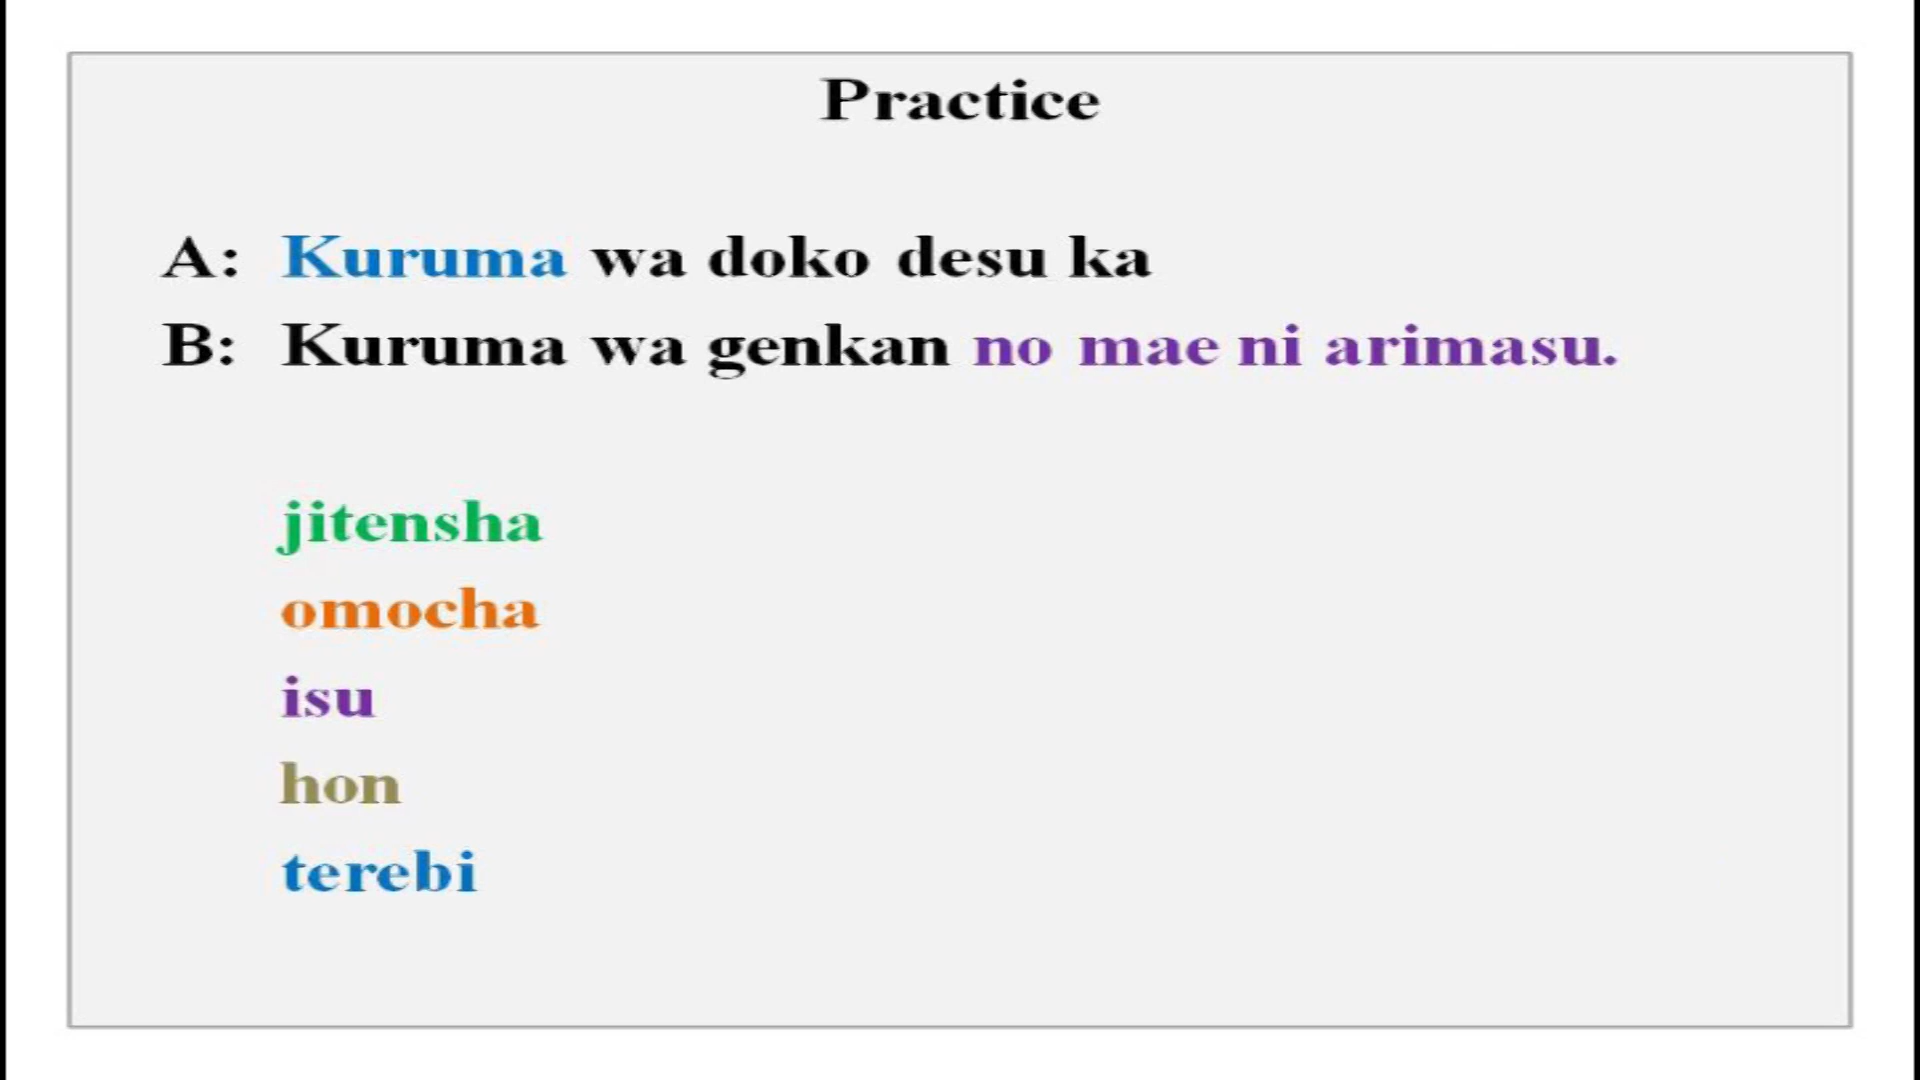 Practice
A: Kuruma wa doko desu ka
B: Kuruma wa genkan no mae ni arimasu.
jitensha
omocha
isu
hon
terebi